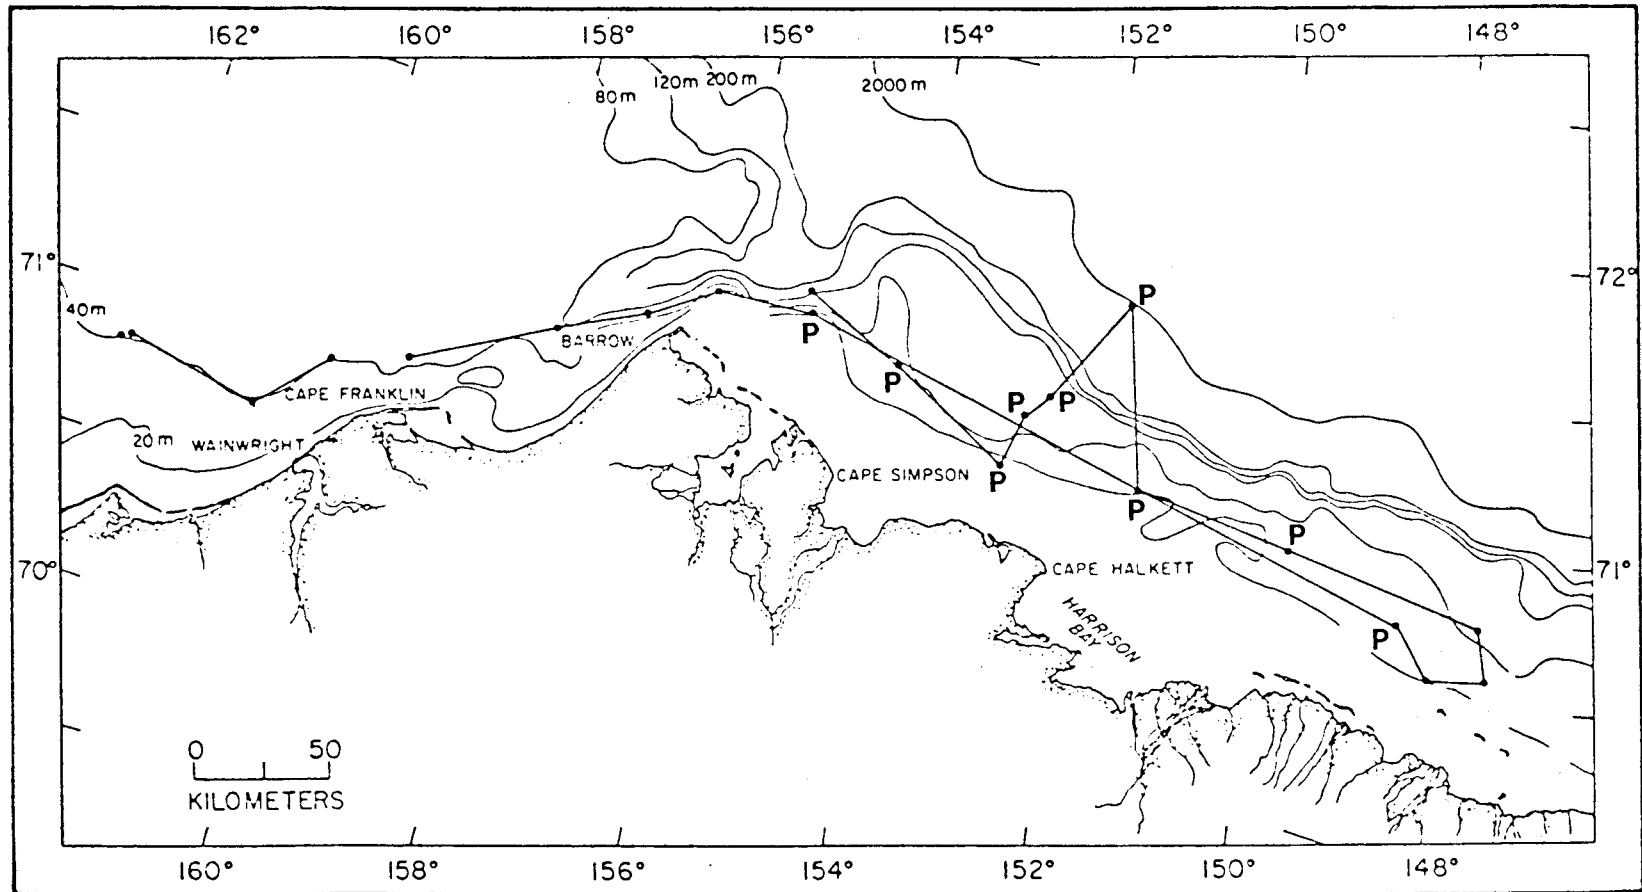 162° 160° 158° 156° 154° 152° 150° 148°
80m 120m 200m 2000m
71° 72°
40m
P
P
BARROW
P
P P
CAPE FRANKLIN
20m WAINWRIGHT
P
CAPE SIMPSON
P
P
70° 71°
CAPE HALKETT
HARRISON
BAY
P
0 50
KILOMETERS
160° 158° 156° 154° 152° 150° 148°